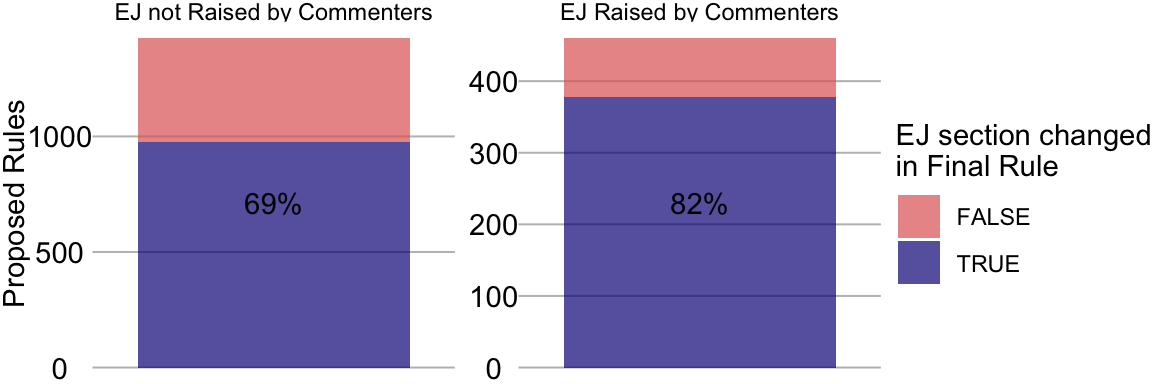 EJ not Raised by Commenters
EJ Raised by Commenters
Proposed Rules
1000
500
0
69%
400
300
200
100
0
82%
EJ section changed
in Final Rule
FALSE
TRUE